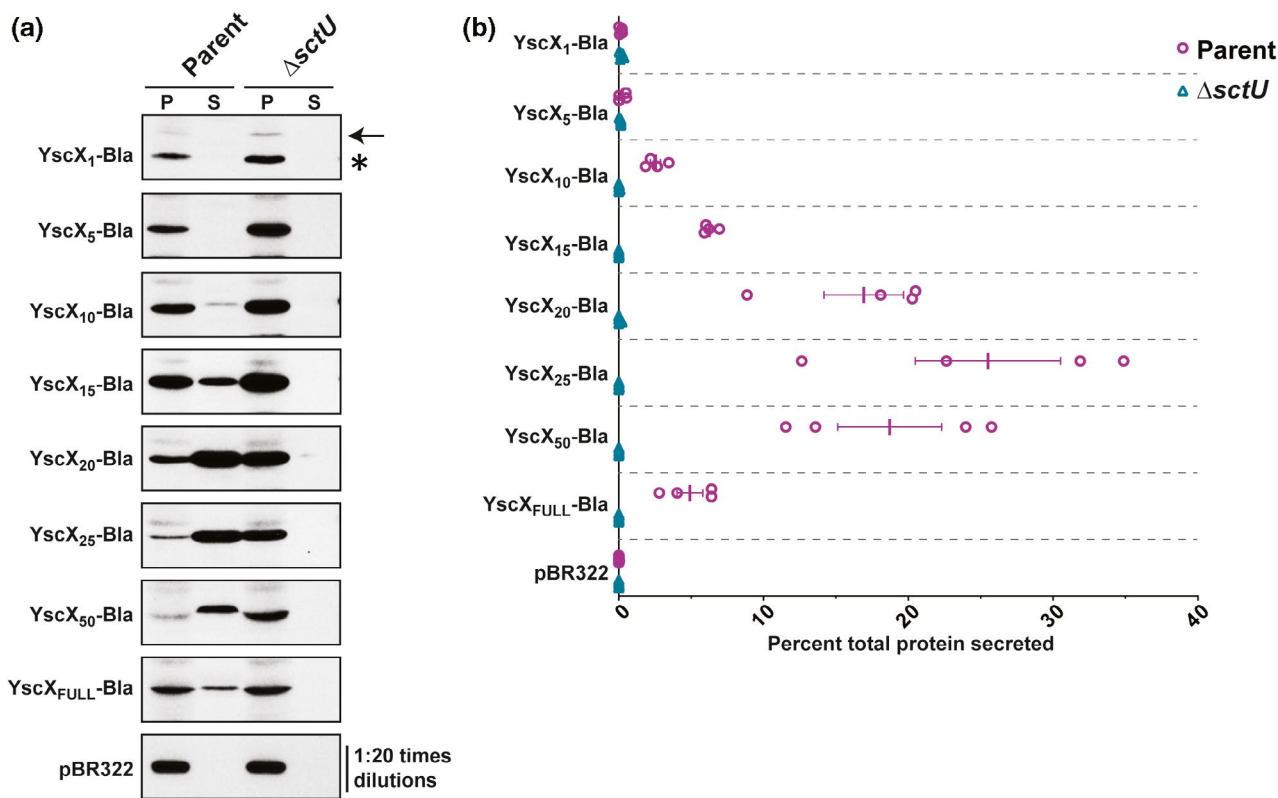 (a)
Parent ΔsctU
P S P S
YscX1-Bla
*
YscX5-Bla
YscX10-Bla
YscX15-Bla
YscX20-Bla
YscX25-Bla
YscX50-Bla
YscXFULL-Bla
pBR322
1:20 times
dilutions
(b)
Parent
ΔsctU
YscX1-Bla
YscX5-Bla
YscX10-Bla
YscX15-Bla
YscX20-Bla
YscX25-Bla
YscX50-Bla
YscXFULL-Bla
pBR322
0 10 20 30 40
Percent total protein secreted